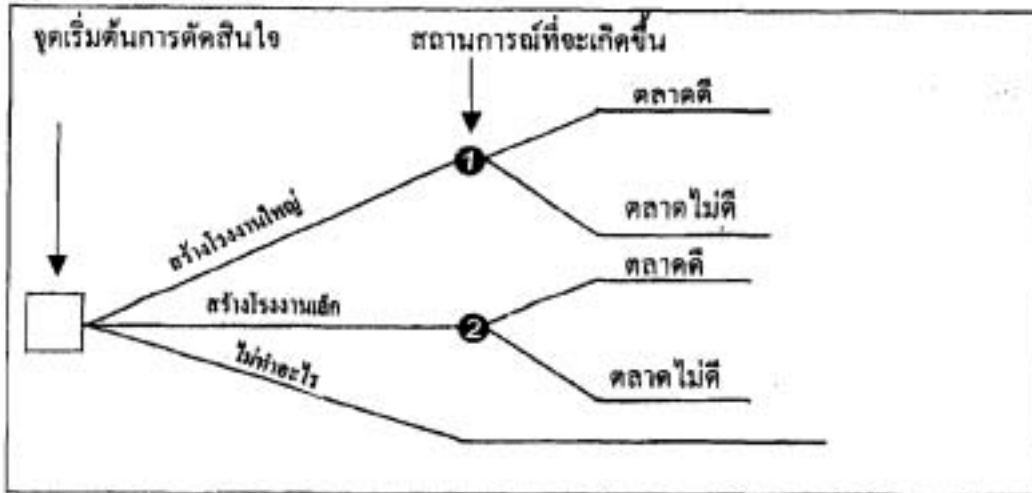 จุดเริ่มต้นการตัดสินใจ
สถานการณ์ที่จะเกิดขึ้น
ตลาดดี
1
สร้างโรงงานใหญ่
ตลาดไม่ดี
ตลาดดี
สร้างโรงงานเล็ก
2
ไม่ทำอะไร
ตลาดไม่ดี